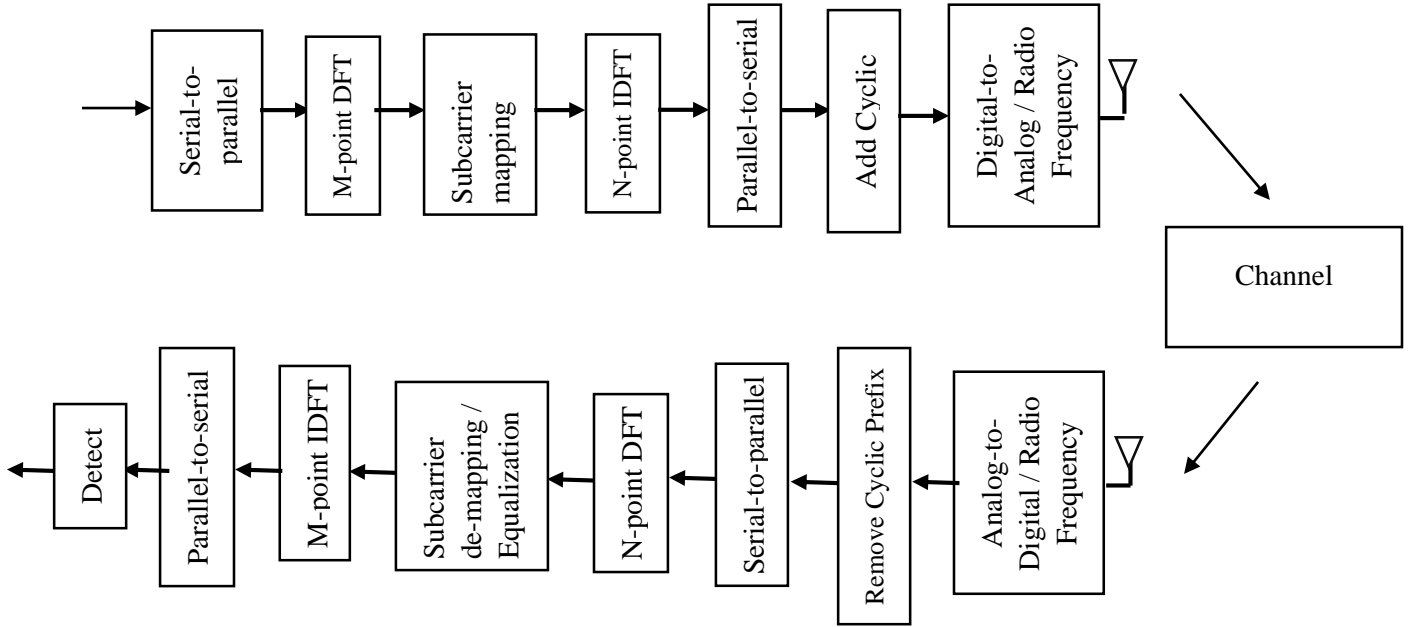 Serial-to-
parallel
M-point DFT
Subcarrier
mapping
N-point IDFT
Parallel-to-serial
Add Cyclic
Digital-to-
Analog / Radio
Frequency
Channel
Analog-to-
Digital / Radio
Frequency
Remove Cyclic Prefix
Serial-to-parallel
N-point DFT
Subcarrier
de-mapping /
Equalization
M-point IDFT
Parallel-to-serial
Detect